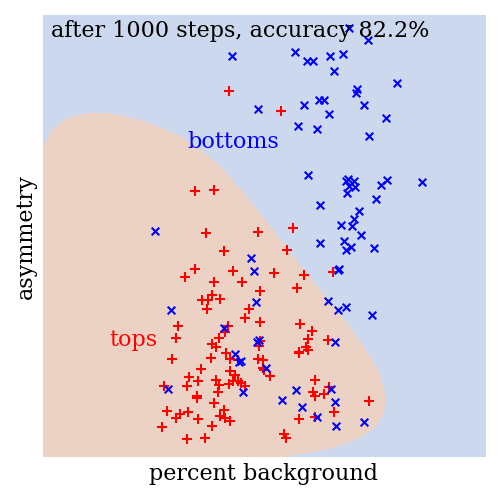 after 1000 steps, accuracy 82.2%
bottoms
asymmetry
tops
percent background